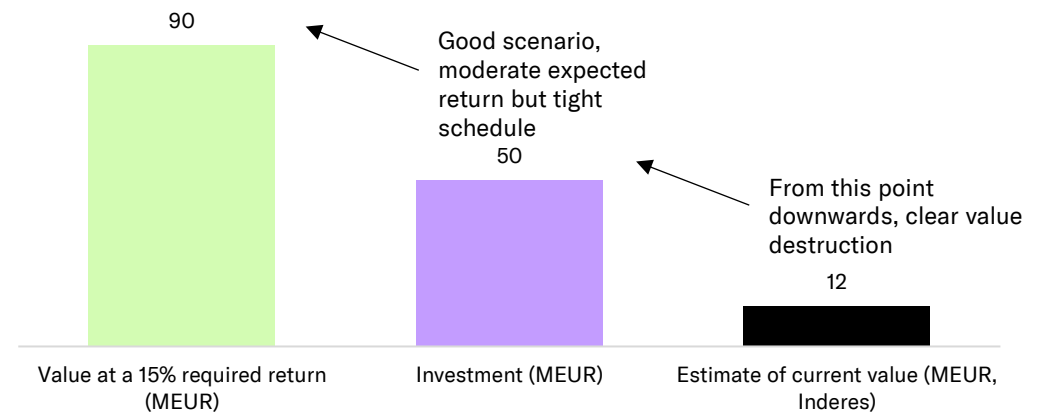 90
Good scenario,
moderate expected
return but tight
schedule
50
From this point
downwards, clear value
destruction
12
Value at a 15% required return
(MEUR)
Investment (MEUR)
Estimate of current value (MEUR,
Inderes)